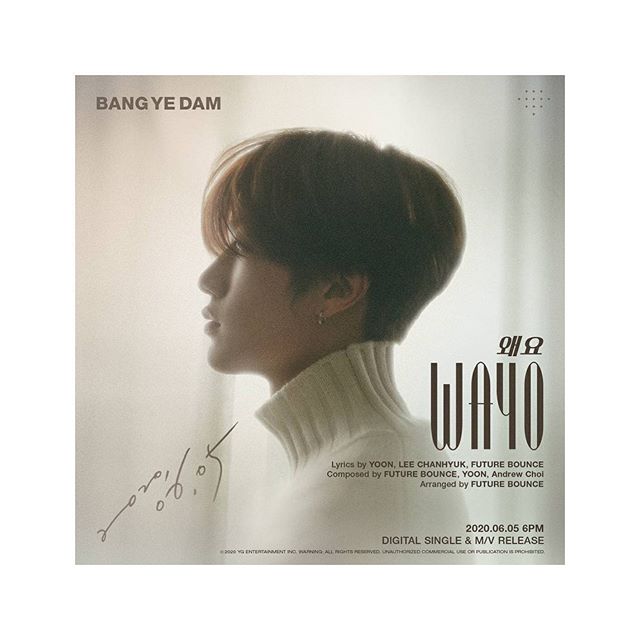 BANG YE DAM
왜요
WAYO
Lyrics by YOON, LEE CHANHYUK, FUTURE BOUNCE
Composed by FUTURE BOUNCE, YOON, Andrew Choi
Arranged by FUTURE BOUNCE
2020.06.05 6PM
DIGITAL SINGLE & M/V RELEASE
© 2020 YG ENTERTAINMENT INC. WARNING: ALL RIGHTS RESERVED. UNAUTHORIZED COMMERCIAL USE OR PUBLICATION IS PROHIBITED.